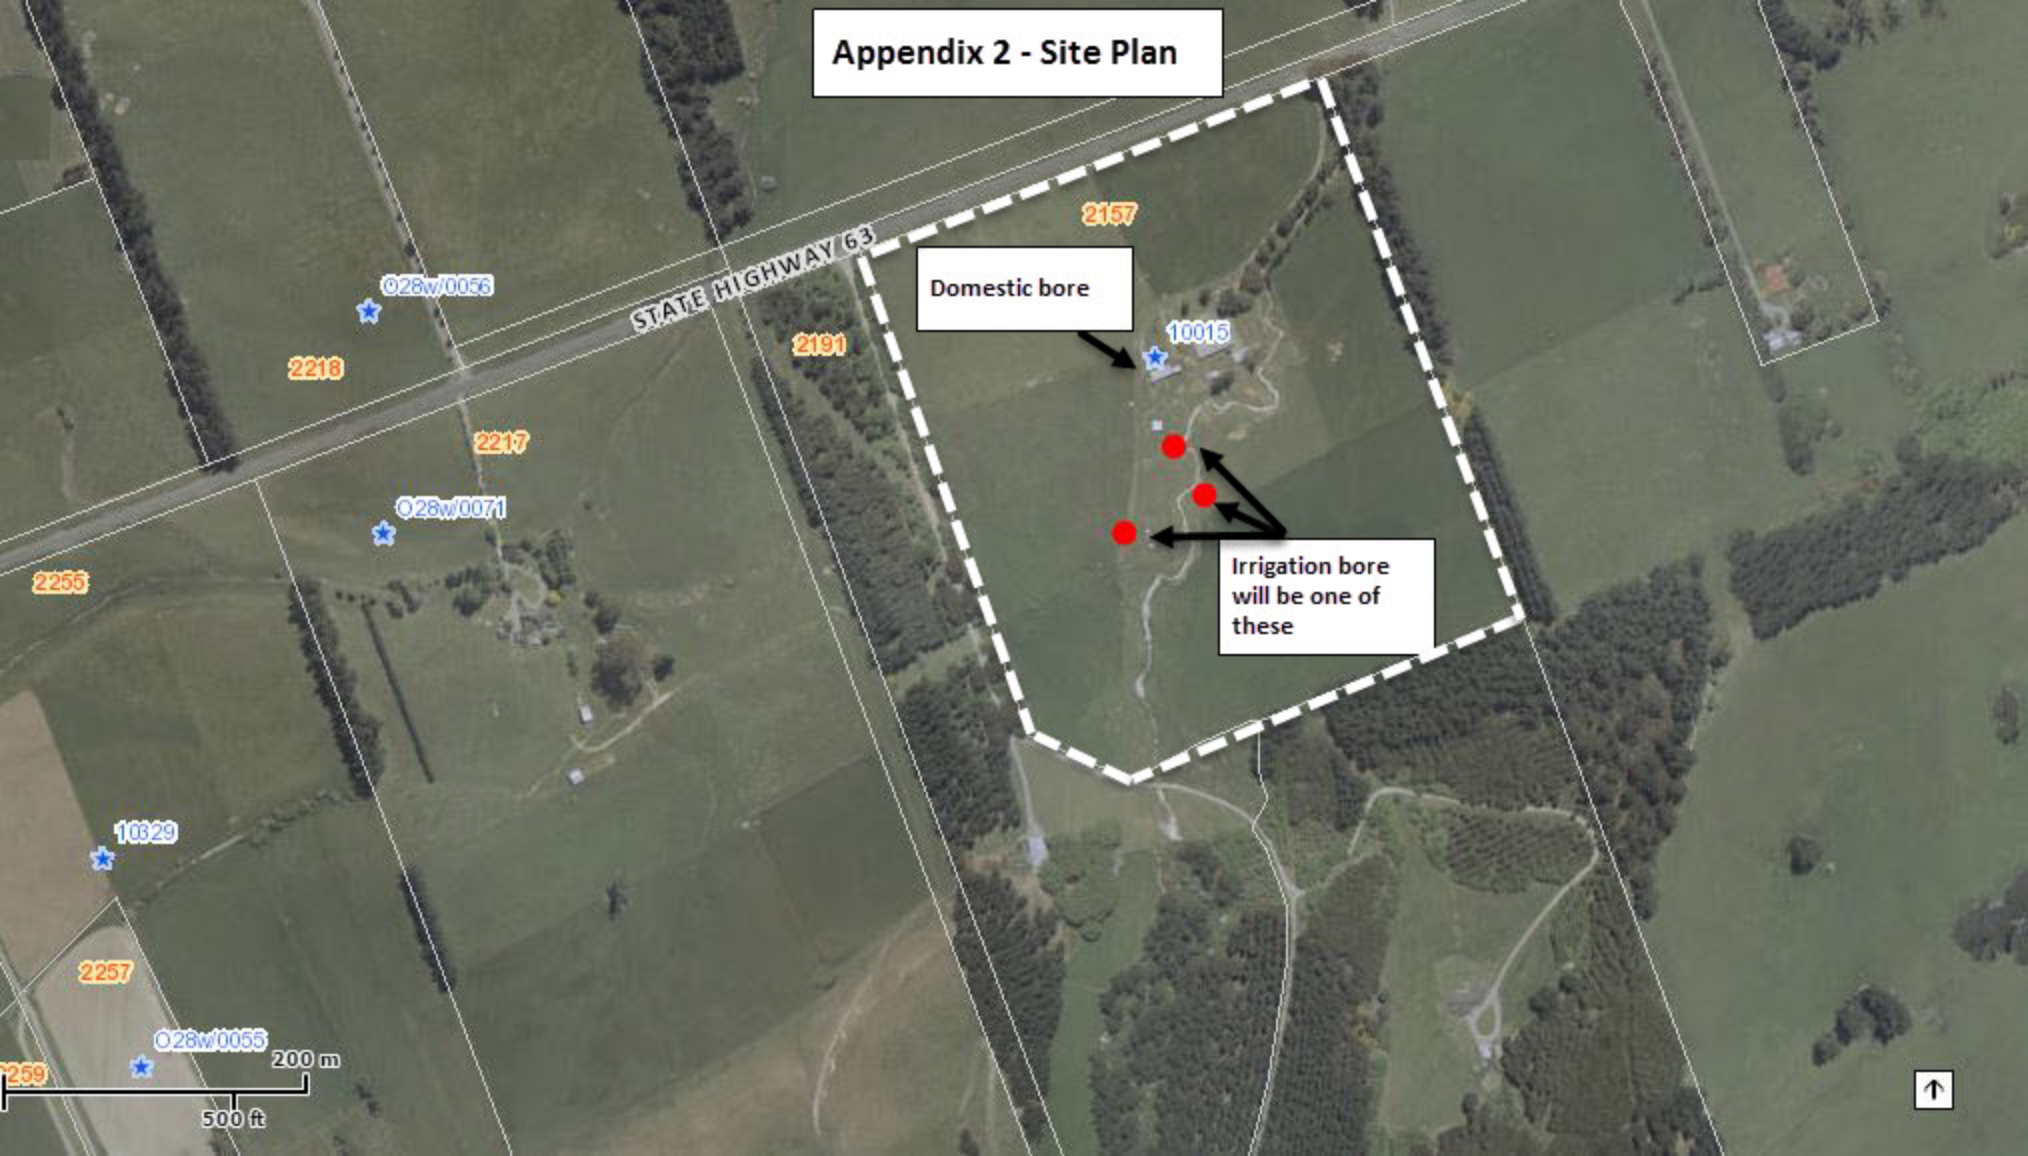 Appendix 2 - Site Plan
2157
STATE HIGHWAY 63
Domestic bore
O28w/0056
10015
2191
2218
2217
O28w/0071
Irrigation bore
will be one of
these
2255
10329
2257
O28w/0055
200 m
2259
500 ft